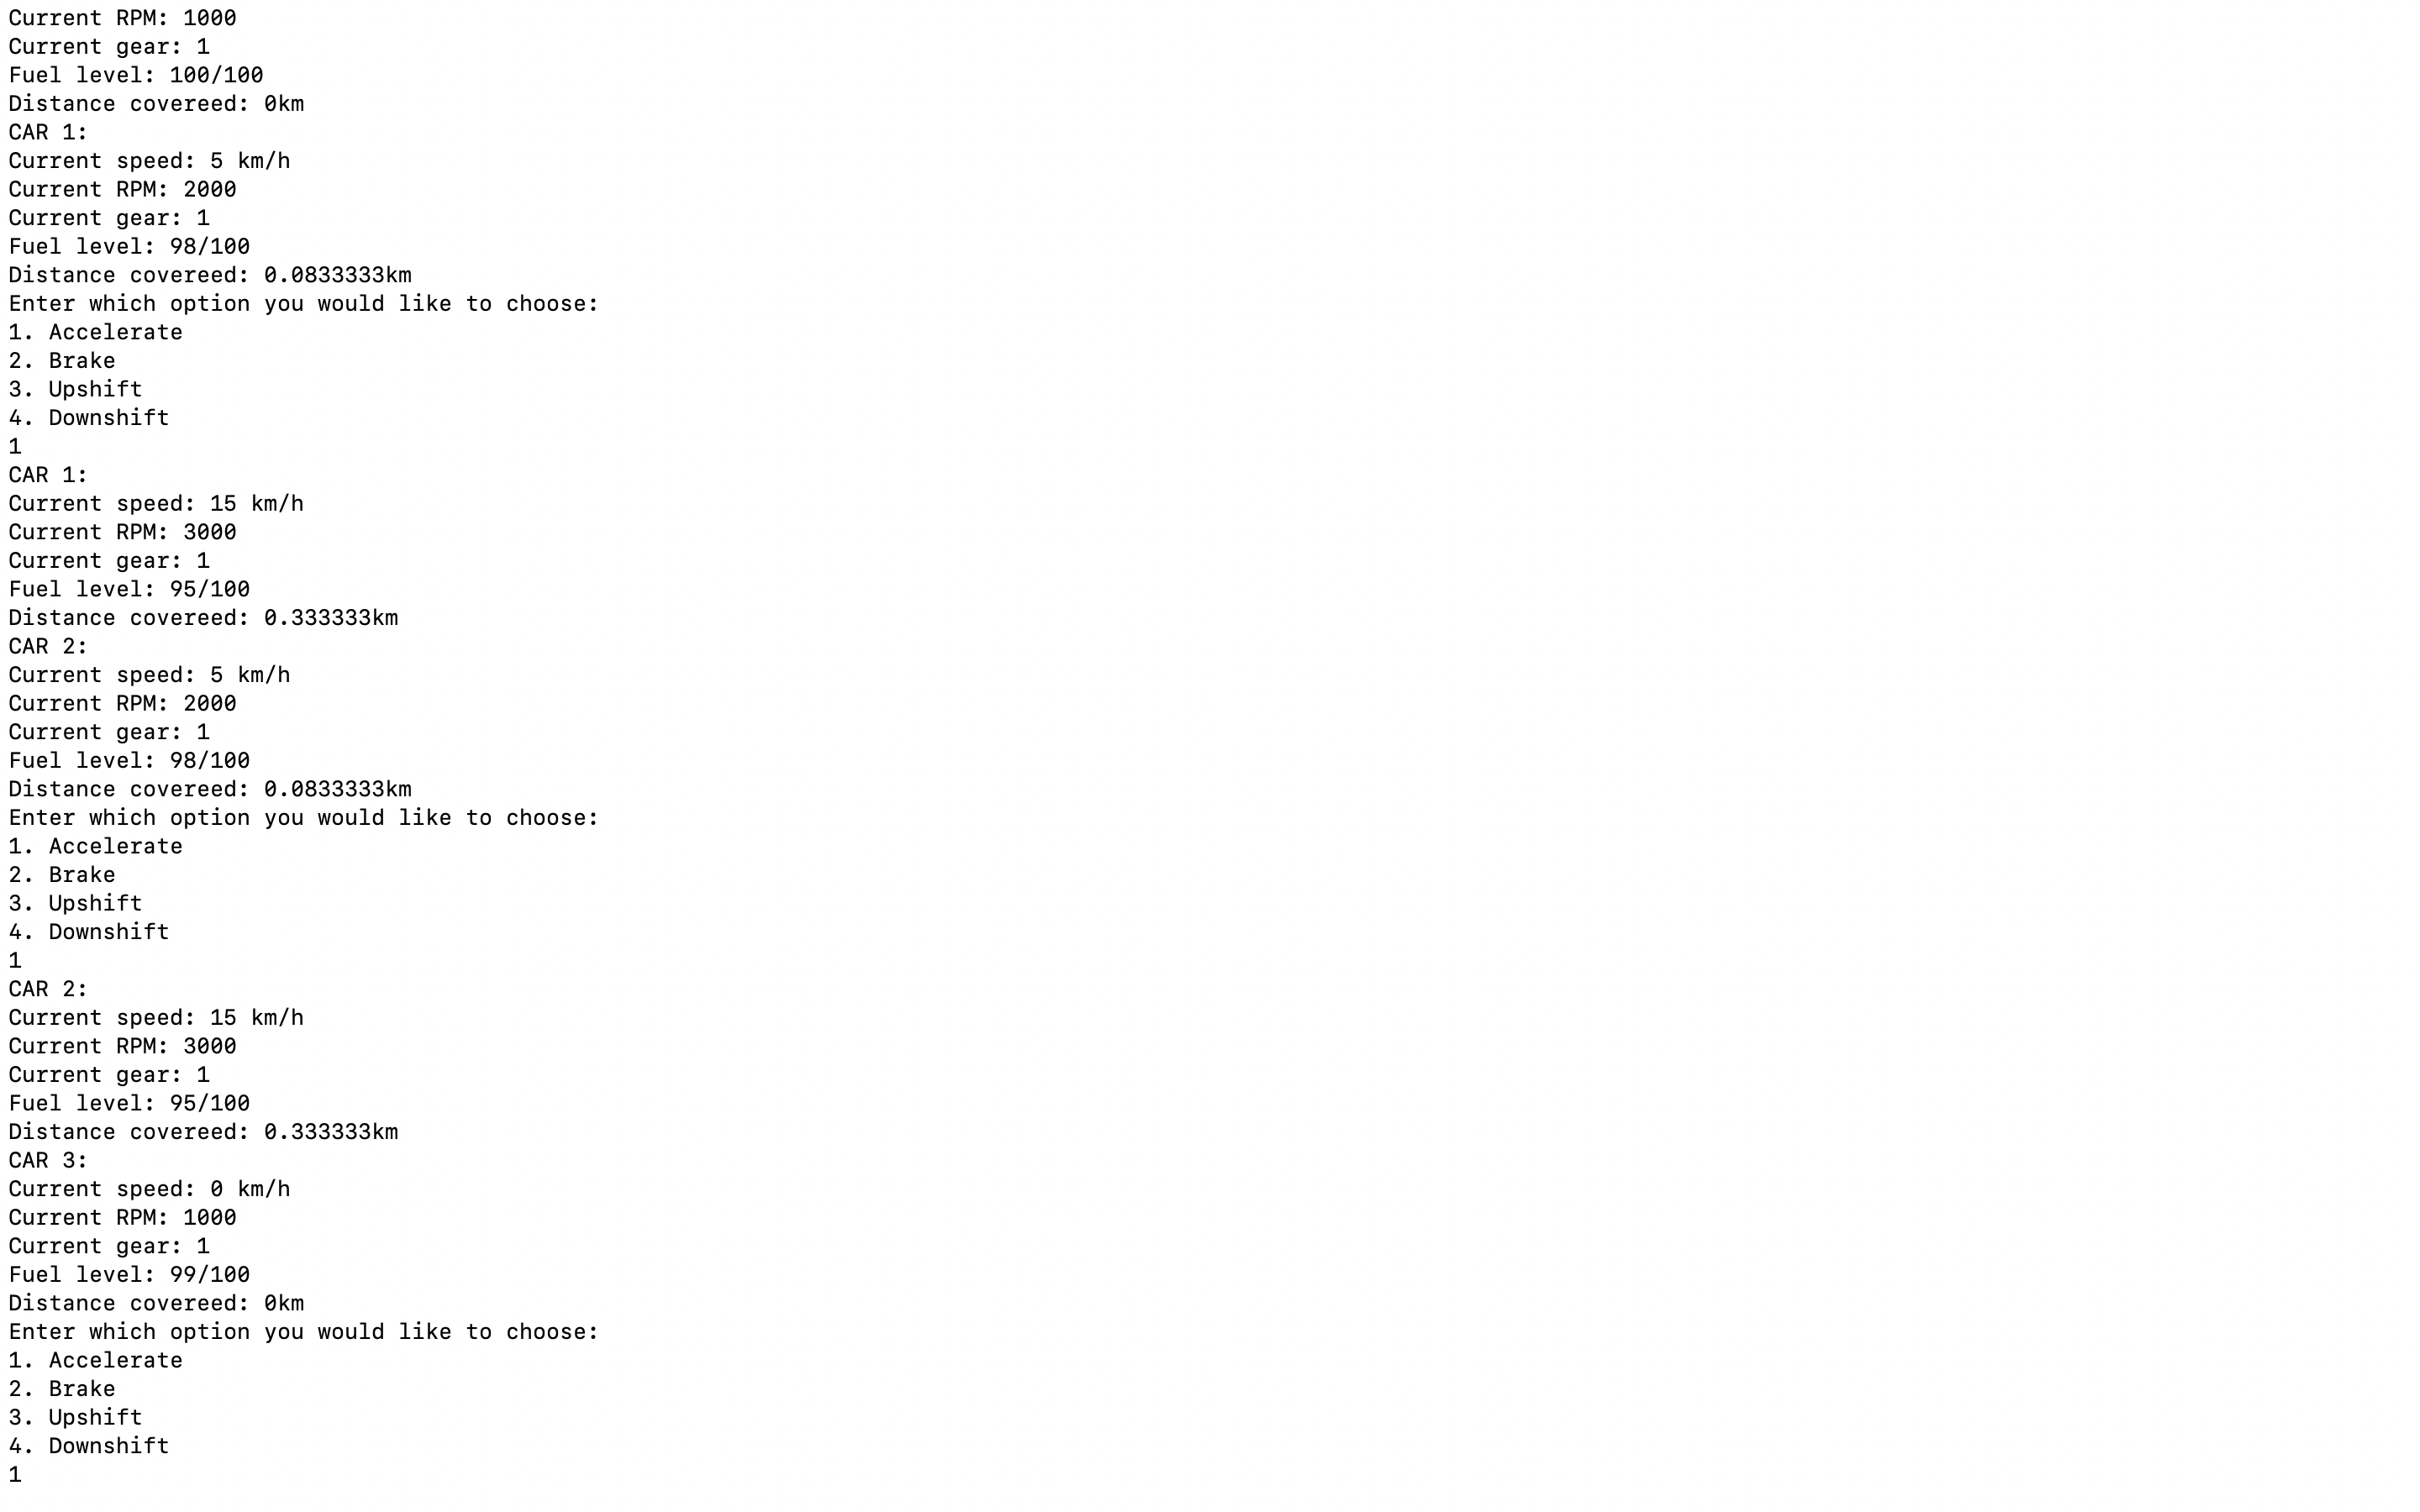 Current RPM: 1000
Current gear: 1
Fuel level: 100/100
Distance covereed: 0km
CAR 1:
Current speed: 5 km/h
Current RPM: 2000
Current gear: 1
Fuel level: 98/100
Distance covereed: 0.0833333km
Enter which option you would like to choose:
1. Accelerate
2. Brake
3. Upshift
4. Downshift
1
CAR 1:
Current speed: 15 km/h
Current RPM: 3000
Current gear: 1
Fuel level: 95/100
Distance covereed: 0.333333km
CAR 2:
Current speed: 5 km/h
Current RPM: 2000
Current gear: 1
Fuel level: 98/100
Distance covereed: 0.0833333km
Enter which option you would like to choose:
1. Accelerate
2. Brake
3. Upshift
4. Downshift
1
CAR 2:
Current speed: 15 km/h
Current RPM: 3000
Current gear: 1
Fuel level: 95/100
Distance covereed: 0.333333km
CAR 3:
Current speed: 0 km/h
Current RPM: 1000
Current gear: 1
Fuel level: 99/100
Distance covereed: 0km
Enter which option you would like to choose:
1. Accelerate
2. Brake
3. Upshift
4. Downshift
1